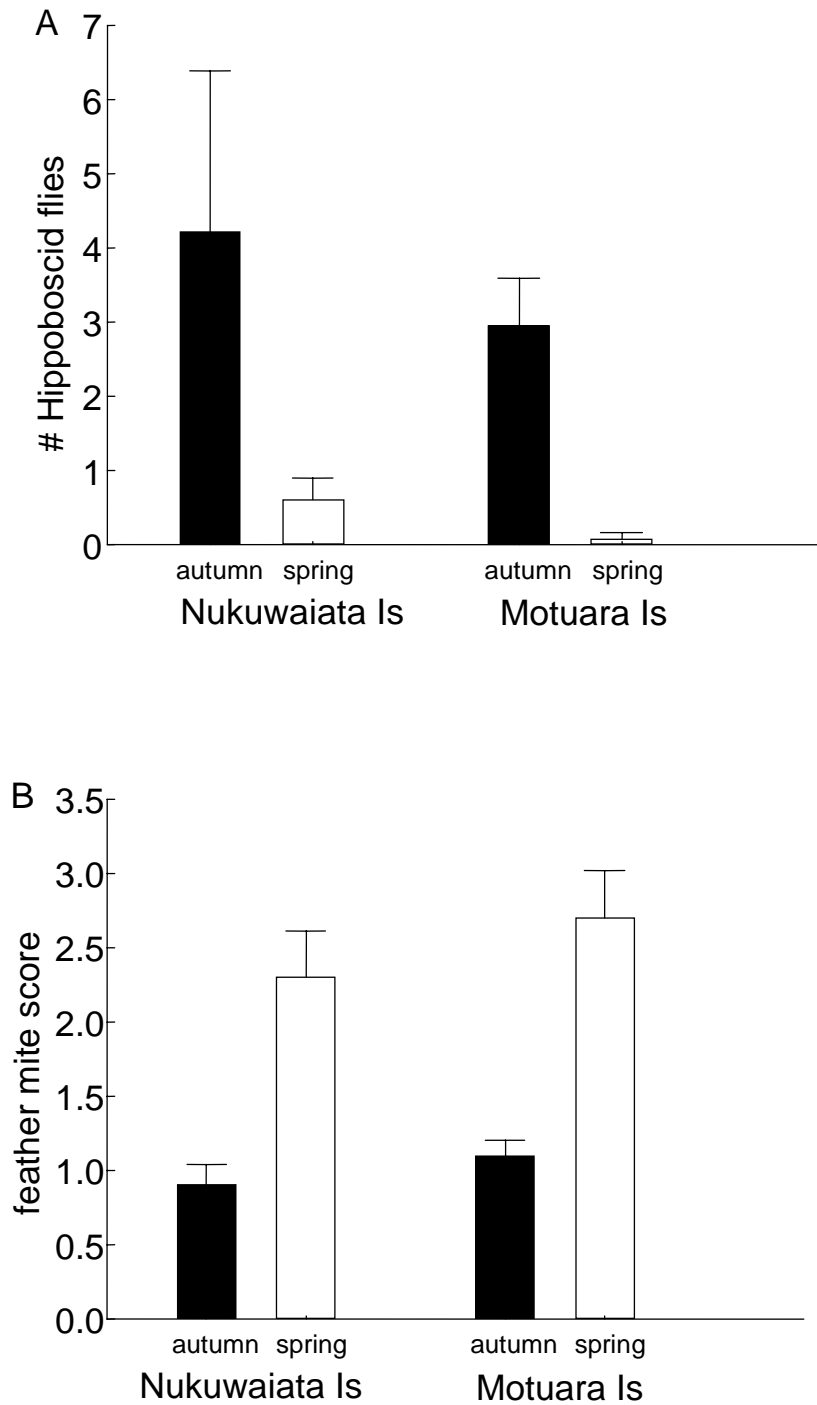 A
7
6
5
4
3
2
1
0
# Hippoboscid flies
autumn spring autumn spring
Nukuwaiata Is Motuara Is
B
3.5
3.0
2.5
2.0
1.5
1.0
0.5
0.0
feather mite score
autumn spring autumn spring
Nukuwaiata Is Motuara Is